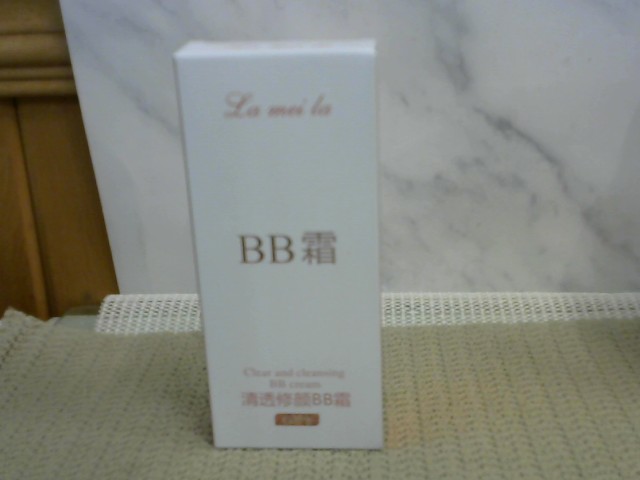 La mei la
BB霜
Clear and cleansing
BB cream
清透修颜BB霜